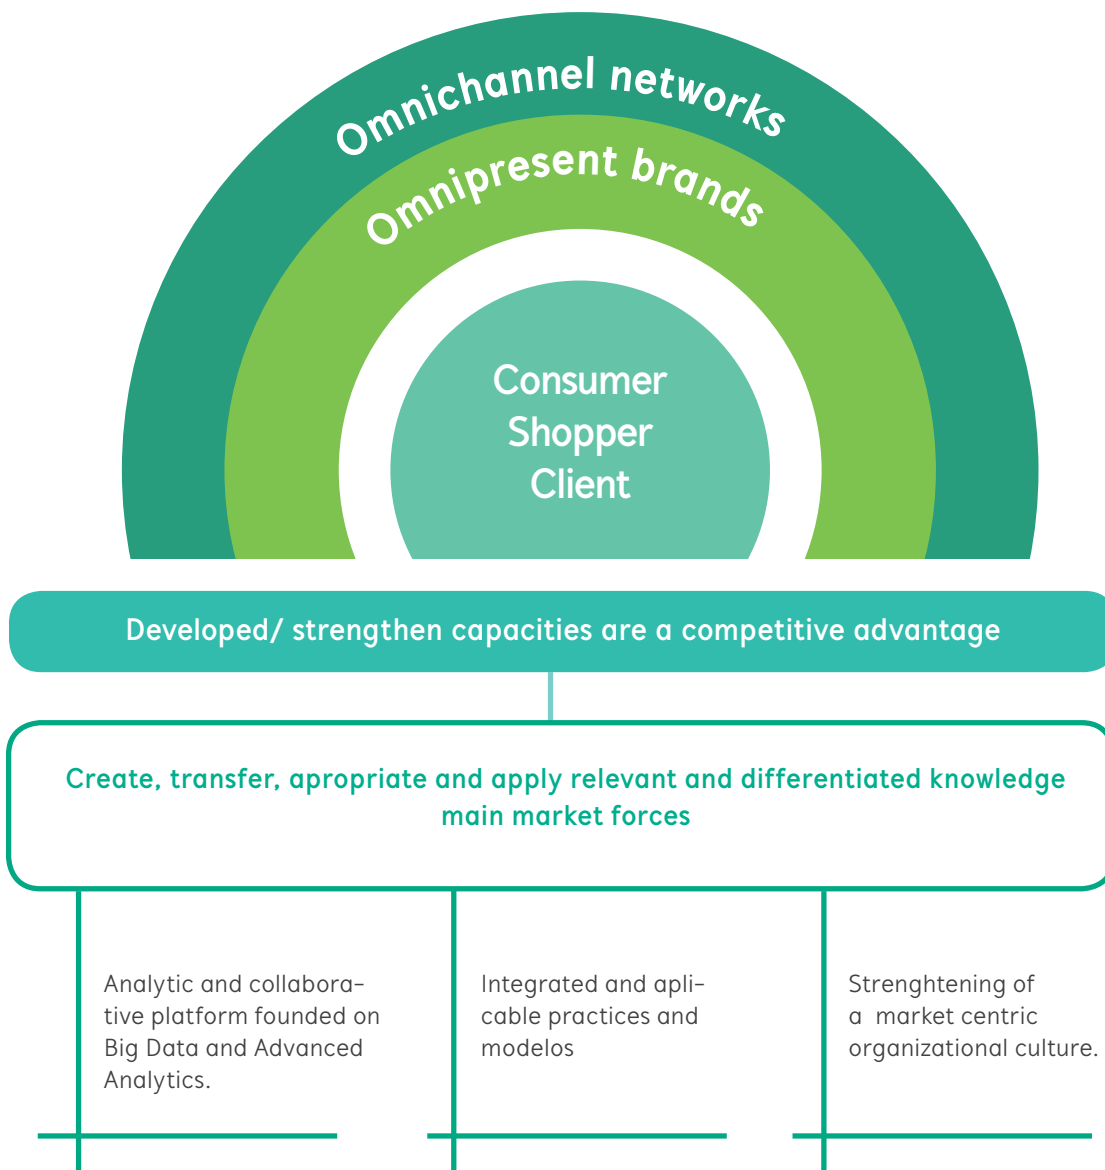 Omnichannel networks
Omnipresent brands
Consumer
Shopper
Client
Developed/ strengthen capacities are a competitive advantage
Create, transfer, apropriate and apply relevant and differentiated knowledge
main market forces
Analytic and collabora-
tive platform founded on
Big Data and Advanced
Analytics.
Integrated and apli-
cable practices and
modelos
Strenghtening of
a  market centric
organizational culture.